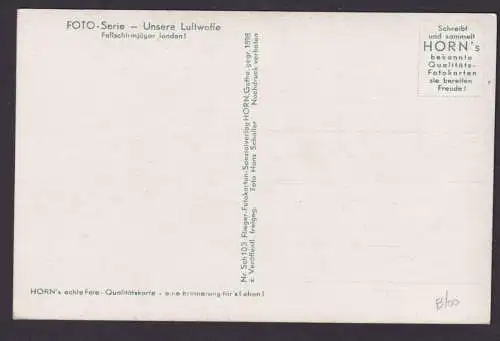 FOTO-Serie - Unsere Luftwaffe
Fallschirmjäger landen!
Schreibt
und sammelt
HORN's
bekannte
Qualitäts-
Fotokarten
sie bereiten
Freude!
Nr. Sch 103 Flieger-Fotokarten-Spezialverlag HORN, Gotha, gegr. 1898
z. Veröffentl. freigeg. Foto Hans Schaller Nachdruck verboten
HORN's echte Foto-Qualitätskarte - eine Erinnerung für's Leben!